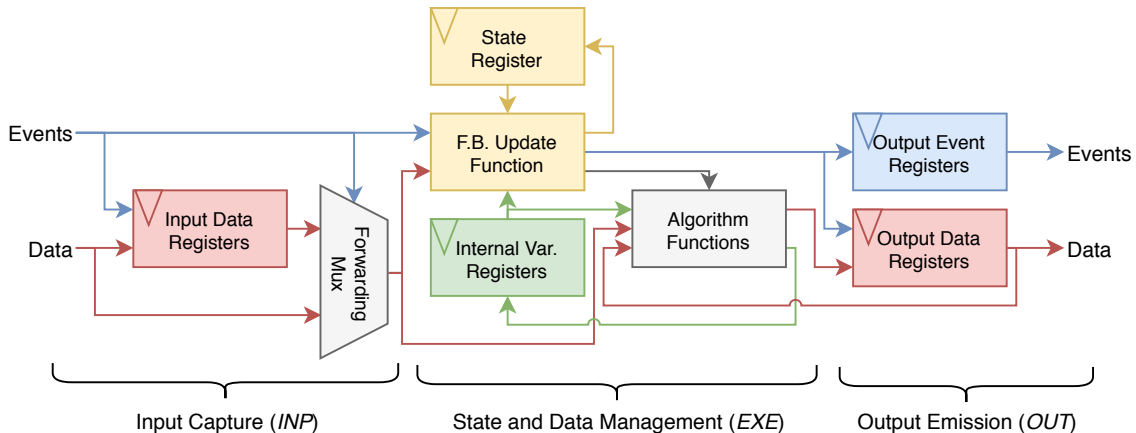 State
Register
Events
F.B. Update
Function
Output Event
Registers
Events
Input Data
Registers
Data
Forwarding
Mux
Internal Var.
Registers
Algorithm
Functions
Output Data
Registers
Data
Input Capture (INP)
State and Data Management (EXE)
Output Emission (OUT)